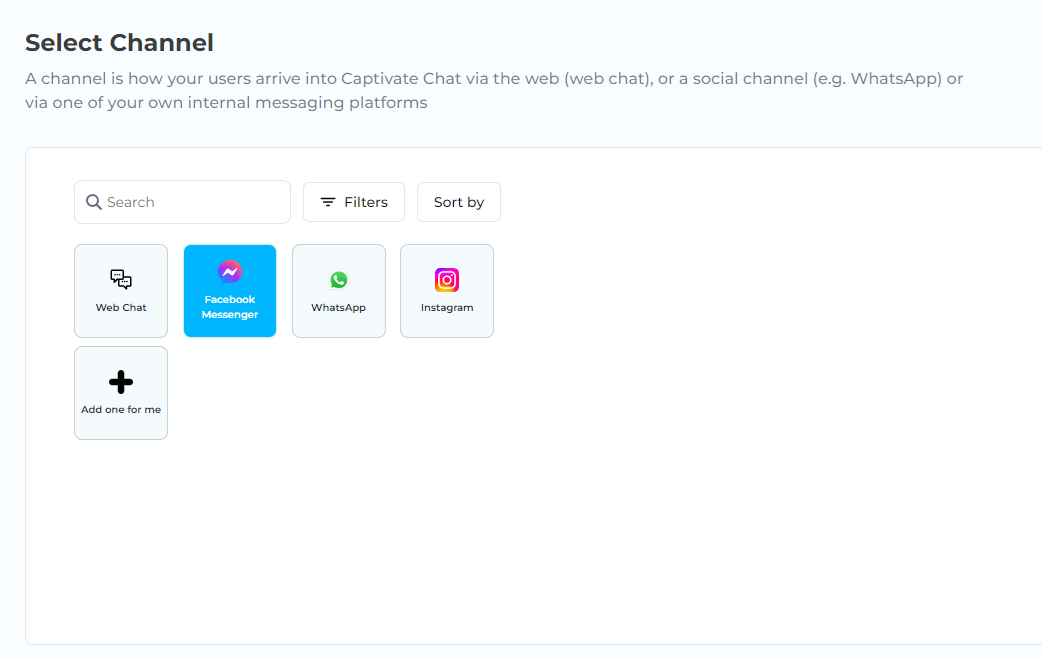 Select Channel
A channel is how your users arrive into Captivate Chat via the web (web chat), or a social channel (e.g. WhatsApp) or
via one of your own internal messaging platforms
Search
Filters
Sort by
Web Chat
Facebook
Messenger
WhatsApp
Instagram
Add one for me